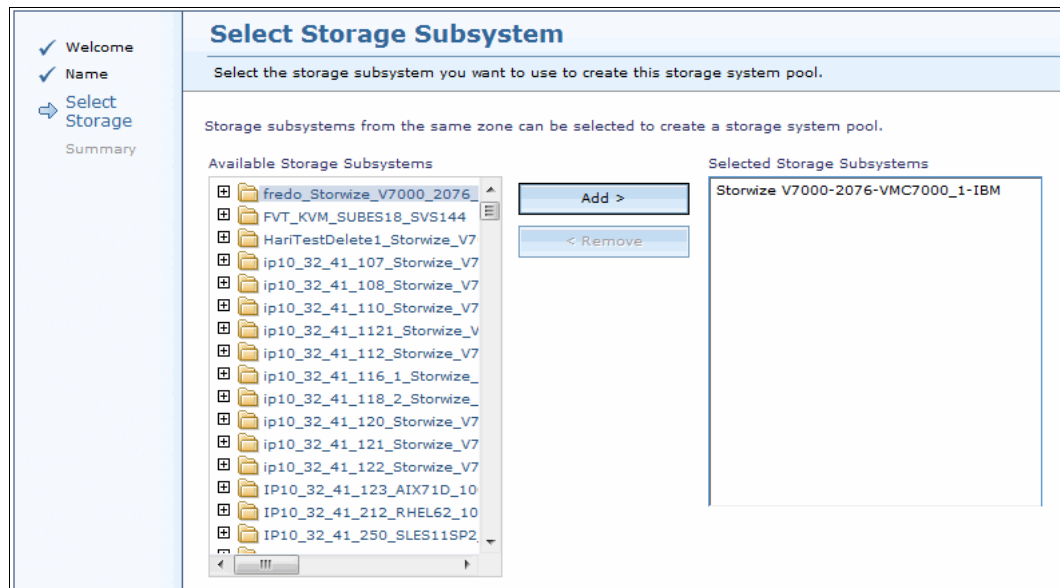 Welcome
Name
Select
Storage
Summary
Select Storage Subsystem
Select the storage subsystem you want to use to create this storage system pool.
Storage subsystems from the same zone can be selected to create a storage system pool.
Available Storage Subsystems
fredo_Storwize_V7000_2076_
FVT_KVM_SUBES18_SVS144
HariTestDelete1_Storwize_V7
ip10_32_41_107_Storwize_V7
ip10_32_41_108_Storwize_V7
ip10_32_41_110_Storwize_V7
ip10_32_41_1121_Storwize_V
ip10_32_41_112_Storwize_V7
ip10_32_41_116_1_Storwize_
ip10_32_41_118_2_Storwize_
ip10_32_41_120_Storwize_V7
ip10_32_41_121_Storwize_V7
ip10_32_41_122_Storwize_V7
IP10_32_41_123_AIX71D_10
IP10_32_41_212_RHEL62_10
IP10_32_41_250_SLES11SP2_
Add >
< Remove
Selected Storage Subsystems
Storwize V7000-2076-VMC7000_1-IBM